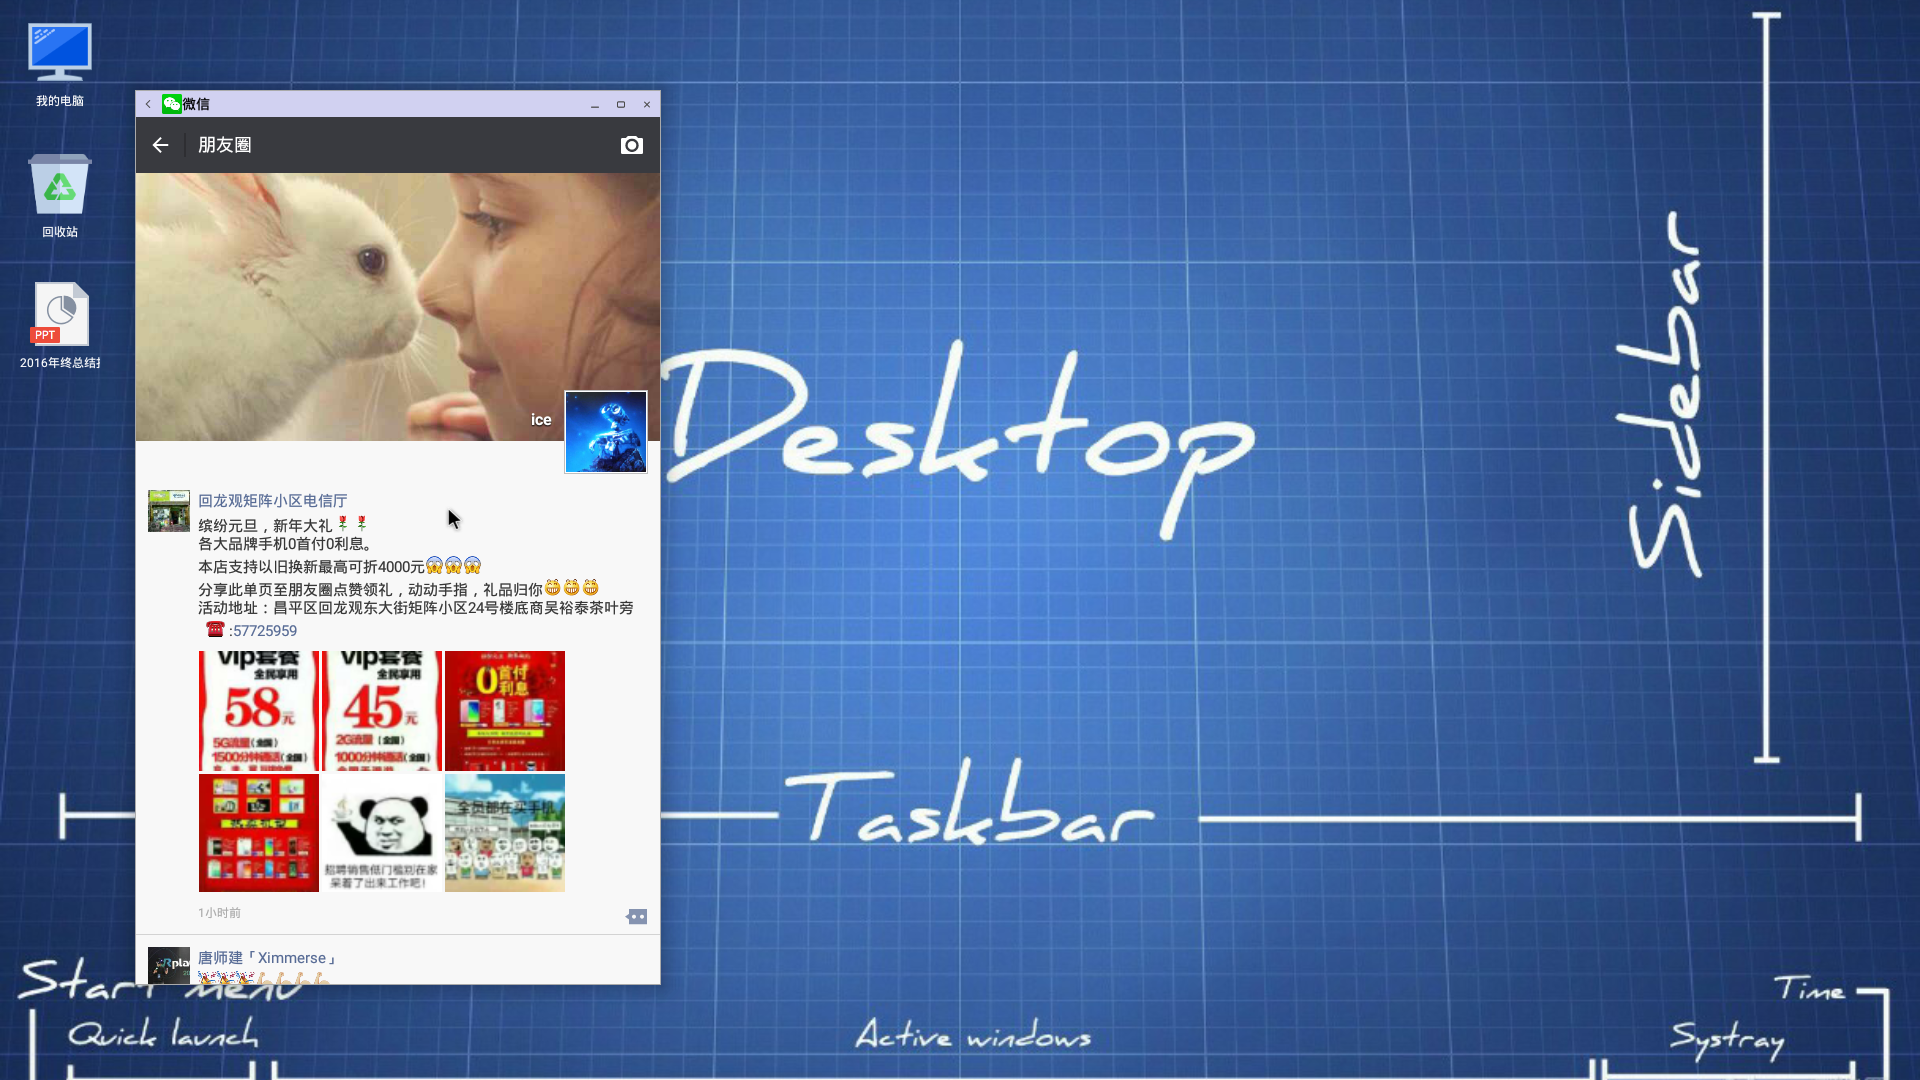 我的电脑
回收站
PPT
2016年终总结
微信
朋友圈
ice
回龙观矩阵小区电信厅
缤纷元旦，新年大礼
各大品牌手机0首付0利息。
本店支持以旧换新最高可折4000元
分享此单页至朋友圈点赞领礼，动动手指，礼品归你
活动地址：昌平区回龙观东大街矩阵小区24号楼底商吴裕泰茶叶旁
:57725959
vip套餐
全民享用
58元
5G流量(全国)
1500分钟通话(全国)
vip套餐
全民享用
45元
2G流量(全国)
1000分钟通话(全国)
0首付
利息
招聘销售低门槛别在家
呆着了出来工作吧!
全员都在买手机
1小时前
唐师建「Ximmerse」
Desktop
Sidebar
Taskbar
Start menu
Quick launch
Active windows
Time
Systray